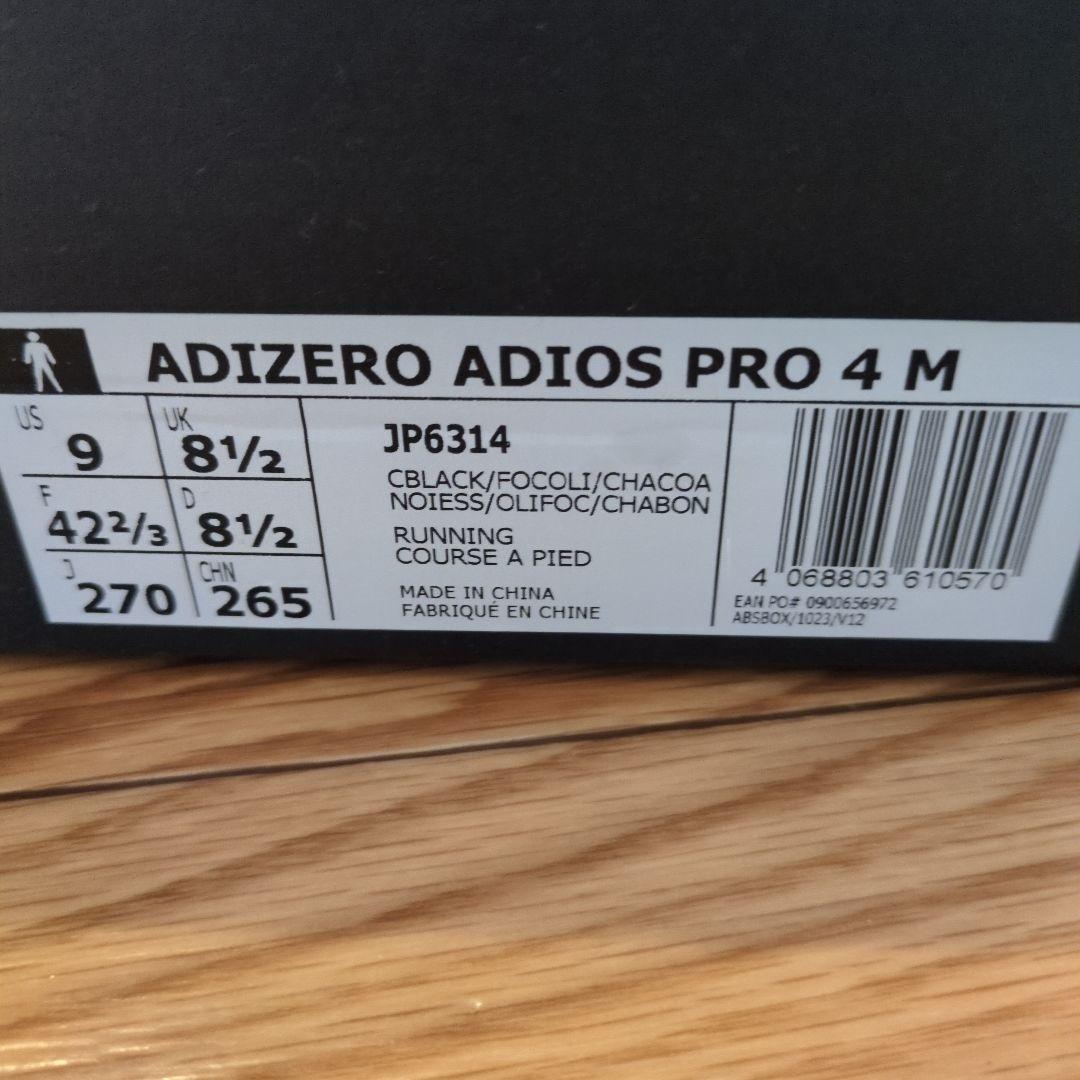 ADIZERO ADIOS PRO 4 M
US 9
UK 8½
F 42⅔
D 8½
J 270
CHN 265
JP6314
CBLACK/FOCOLI/CHACOA
NOIESS/OLIFOC/CHABON
RUNNING
COURSE A PIED
MADE IN CHINA
FABRIQUÉ EN CHINE
4 068803 610570
EAN PO# 0900656972
ABSBOX/1023/V12